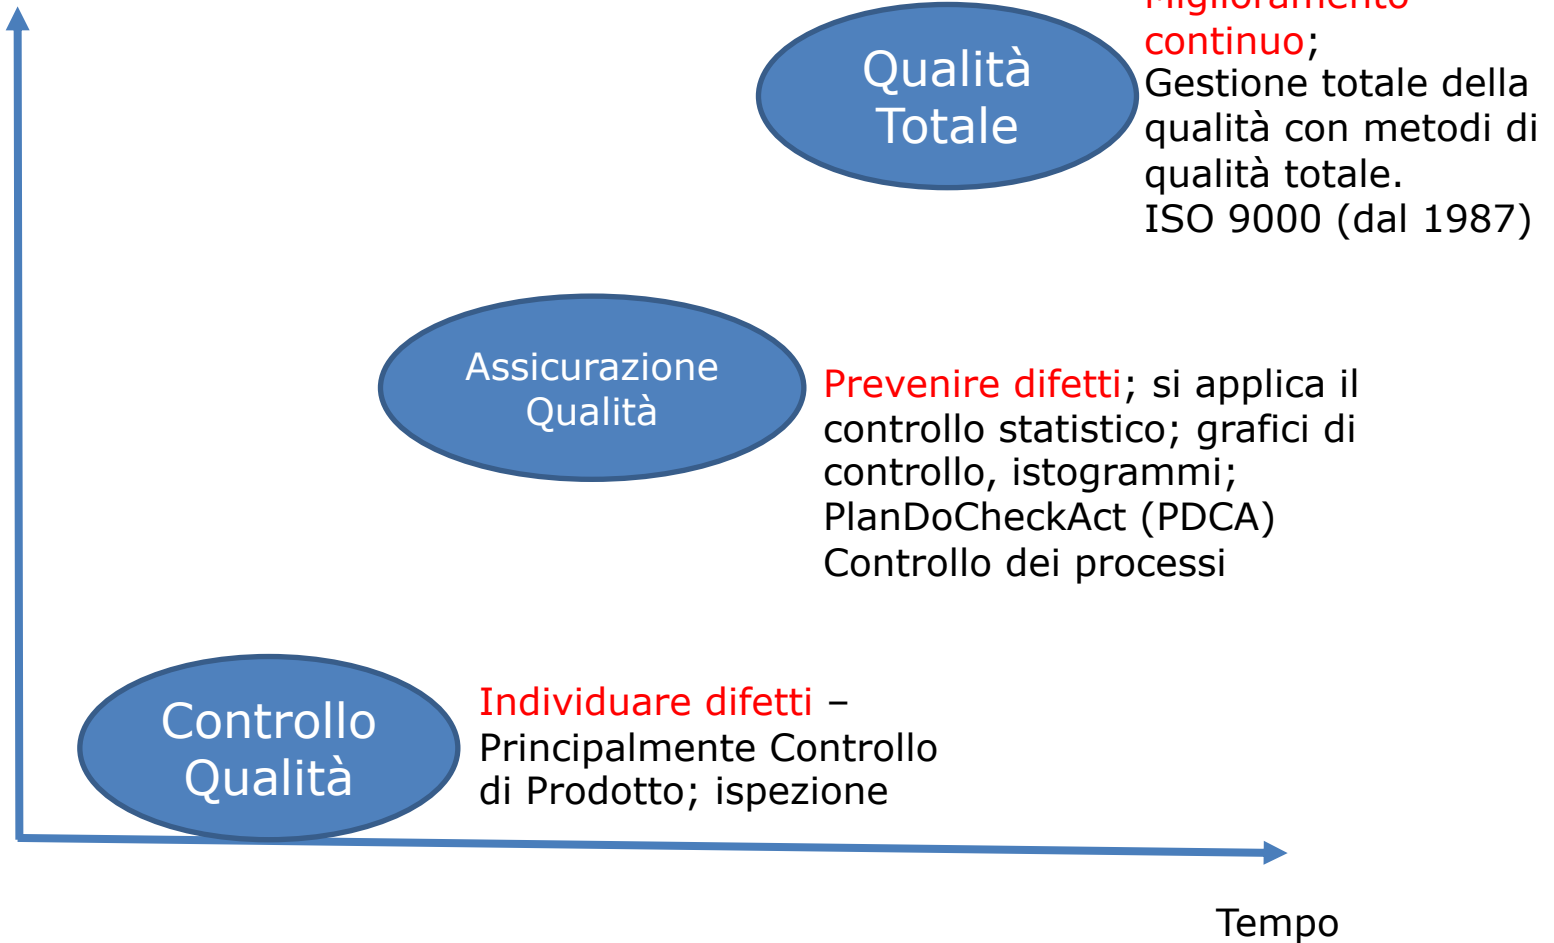 Miglioramento
continuo;
Gestione totale della
qualità con metodi di
qualità totale.
ISO 9000 (dal 1987)
Qualità
Totale
Assicurazione
Qualità
Prevenire difetti; si applica il
controllo statistico; grafici di
controllo, istogrammi;
PlanDoCheckAct (PDCA)
Controllo dei processi
Controllo
Qualità
Individuare difetti –
Principalmente Controllo
di Prodotto; ispezione
Tempo